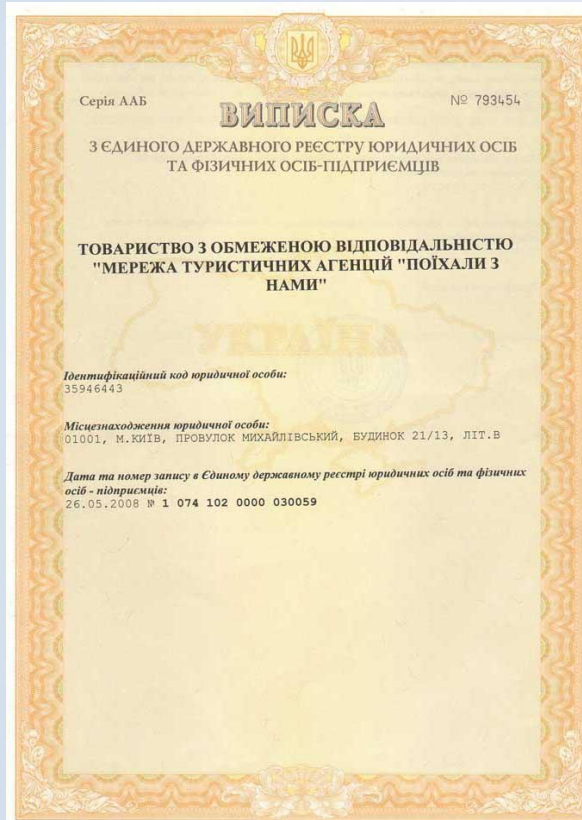 Серія ААБ
№ 793454
ВИПИСКА
З ЄДИНОГО ДЕРЖАВНОГО РЕЄСТРУ ЮРИДИЧНИХ ОСІБ
ТА ФІЗИЧНИХ ОСІБ-ПІДПРИЄМЦІВ
ТОВАРИСТВО З ОБМЕЖЕНОЮ ВІДПОВІДАЛЬНІСТЮ
"МЕРЕЖА ТУРИСТИЧНИХ АГЕНЦІЙ "ПОЇХАЛИ З
НАМИ"
УКРАЇНА
Ідентифікаційний код юридичної особи:
35946443
Місцезнаходження юридичної особи:
01001, М.КИЇВ, ПРОВУЛОК МИХАЙЛІВСЬКИЙ, БУДИНОК 21/13, ЛІТ.В
Дата та номер запису в Єдиному державному реєстрі юридичних осіб та фізичних
осіб - підприємців:
26.05.2008 № 1 074 102 0000 030059